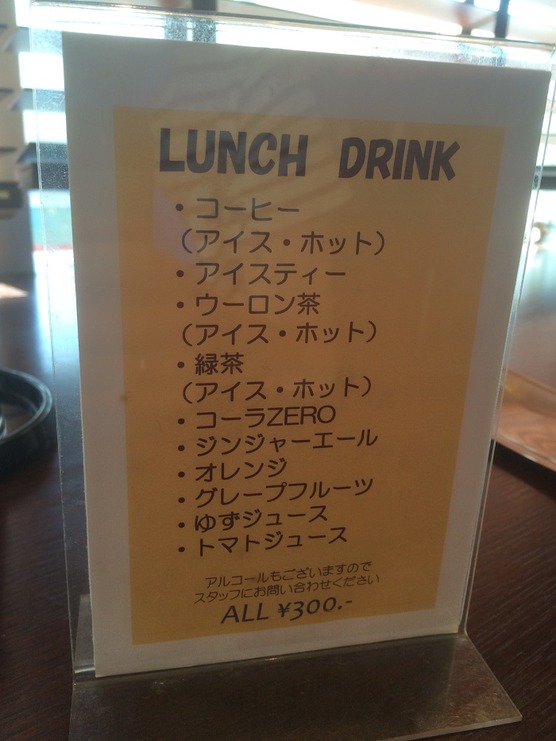 LUNCH DRINK
・コーヒー
（アイス・ホット）
・アイスティー
・ウーロン茶
（アイス・ホット）
・緑茶
（アイス・ホット）
・コーラZERO
・ジンジャーエール
・オレンジ
・グレープフルーツ
・ゆずジュース
・トマトジュース
アルコールもございますので
スタッフにお問い合わせください
ALL ¥300.-